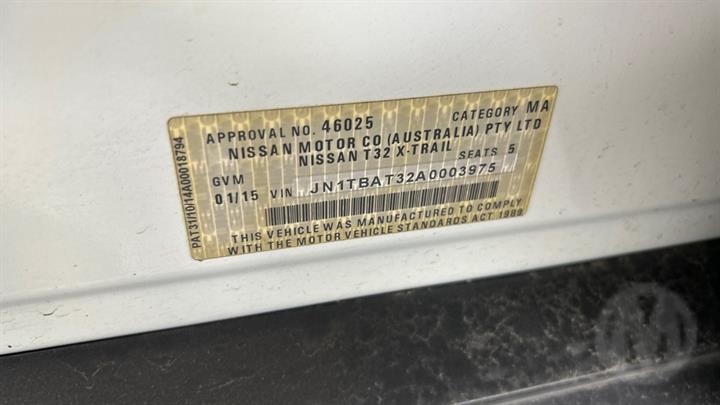 APPROVAL NO. 46025 CATEGORY MA
NISSAN MOTOR CO (AUSTRALIA) PTY LTD
NISSAN T32 X-TRAIL
GVM SEATS 5
01/15 VIN JN1TBAT32A0003975
THIS VEHICLE WAS MANUFACTURED TO COMPLY
WITH THE MOTOR VEHICLE STANDARDS ACT 1989
PAT31/10/14A00018794